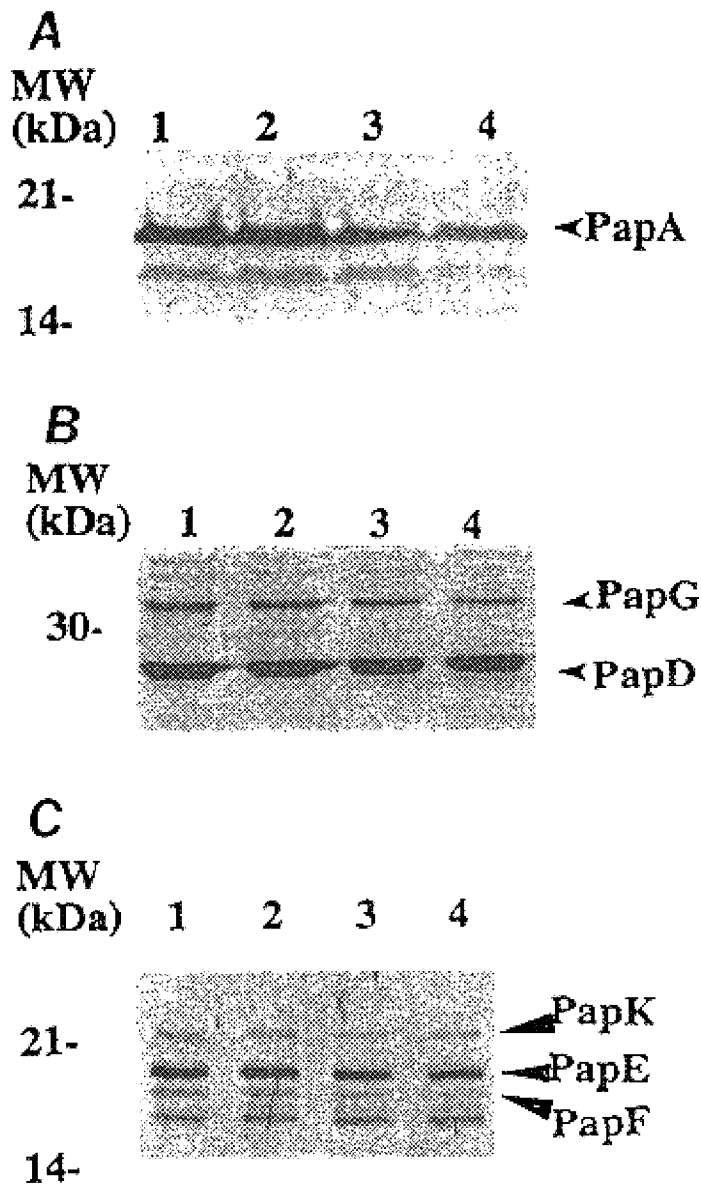 A
MW
(kDa) 1 2 3 4
21-
PapA
14-
B
MW
(kDa) 1 2 3 4
PapG
30-
PapD
C
MW
(kDa) 1 2 3 4
PapK
21-
PapE
PapF
14-